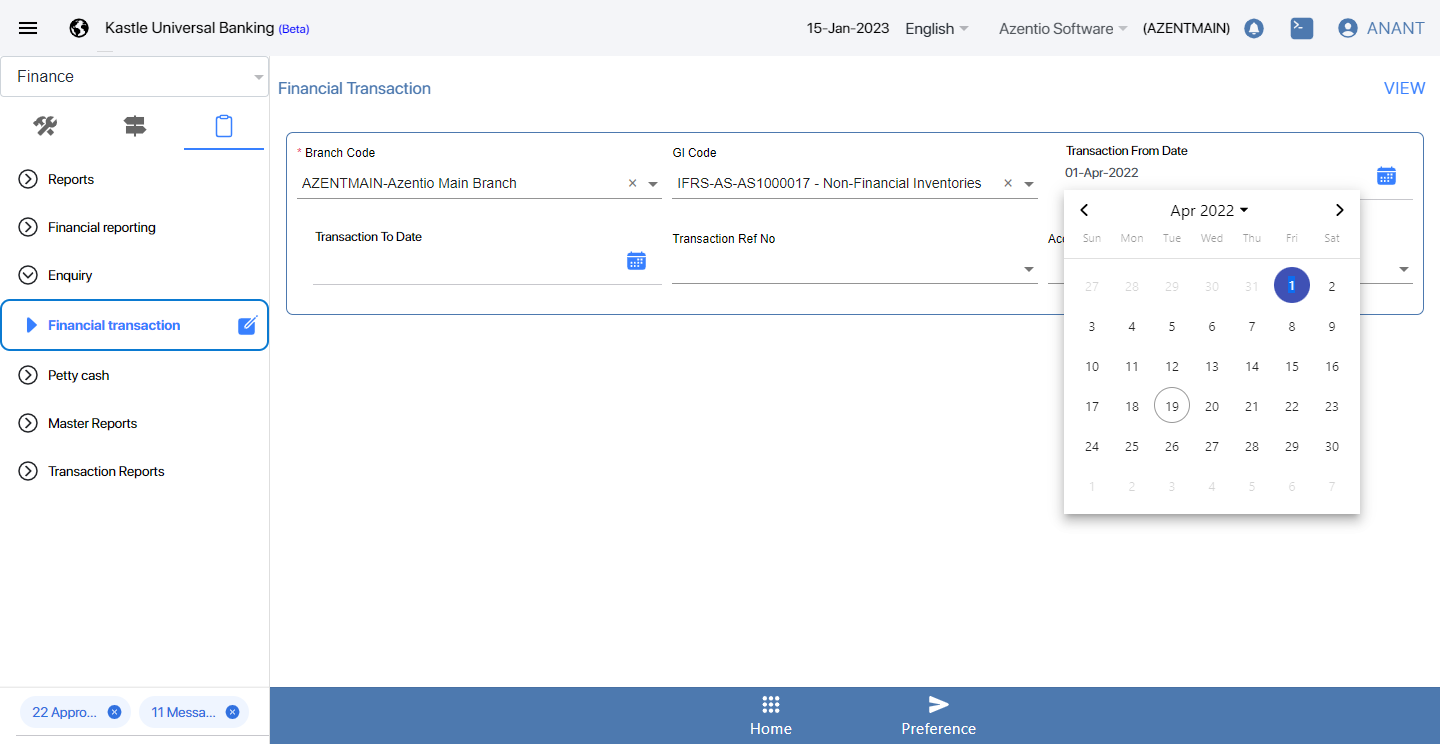 Kastle Universal Banking (Beta)
15-Jan-2023 English Azentio Software (AZENTMAIN) ANANT
Finance
Reports
Financial reporting
Enquiry
Financial transaction
Petty cash
Master Reports
Transaction Reports
22 Appro... 11 Messa...
Financial Transaction VIEW
* Branch Code GI Code Transaction From Date
AZENTMAIN-Azentio Main Branch × IFRS-AS-AS1000017 - Non-Financial Inventories × 01-Apr-2022
Transaction To Date Transaction Ref No
Apr 2022
Sun Mon Tue Wed Thu Fri Sat
27 28 29 30 31 1 2
3 4 5 6 7 8 9
10 11 12 13 14 15 16
17 18 19 20 21 22 23
24 25 26 27 28 29 30
1 2 3 4 5 6 7
Home Preference